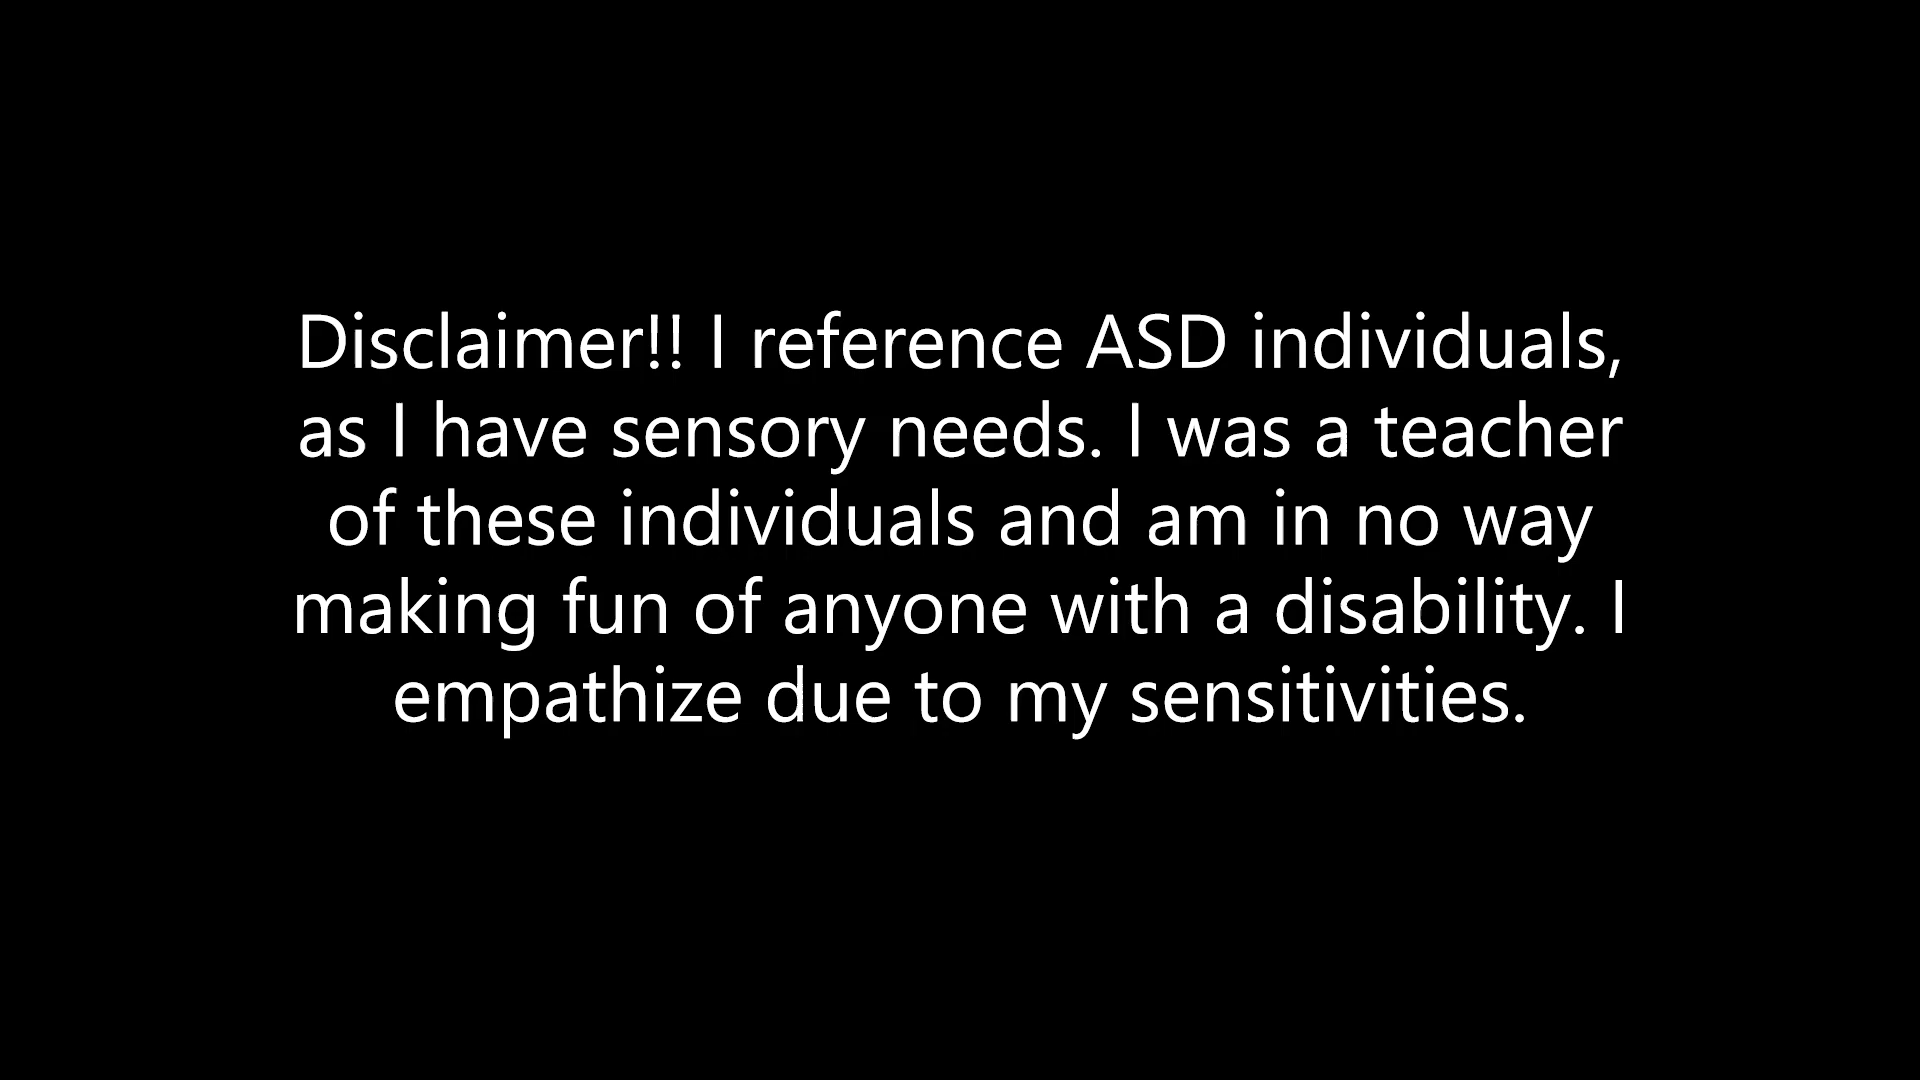 Disclaimer!! I reference ASD individuals,
as I have sensory needs. I was a teacher
of these individuals and am in no way
making fun of anyone with a disability. I
empathize due to my sensitivities.